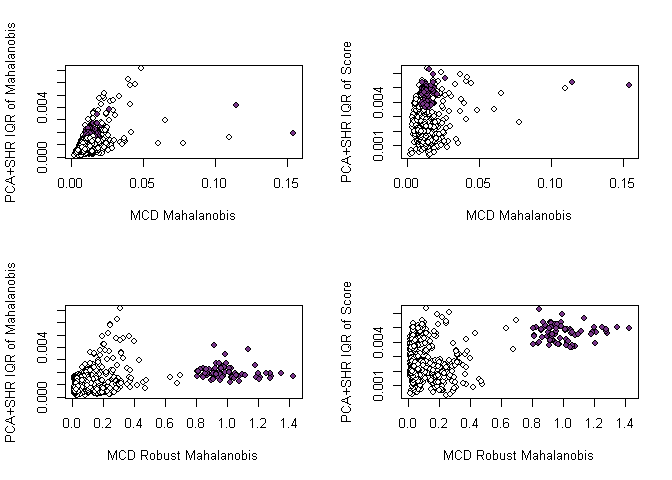 PCA+SHR IQR of Mahalanobis
0.004
0.000
0.00 0.05 0.10 0.15
MCD Mahalanobis
PCA+SHR IQR of Score
0.004
0.001
0.00 0.05 0.10 0.15
MCD Mahalanobis
PCA+SHR IQR of Mahalanobis
0.004
0.000
0.0 0.2 0.4 0.6 0.8 1.0 1.2 1.4
MCD Robust Mahalanobis
PCA+SHR IQR of Score
0.004
0.001
0.0 0.2 0.4 0.6 0.8 1.0 1.2 1.4
MCD Robust Mahalanobis